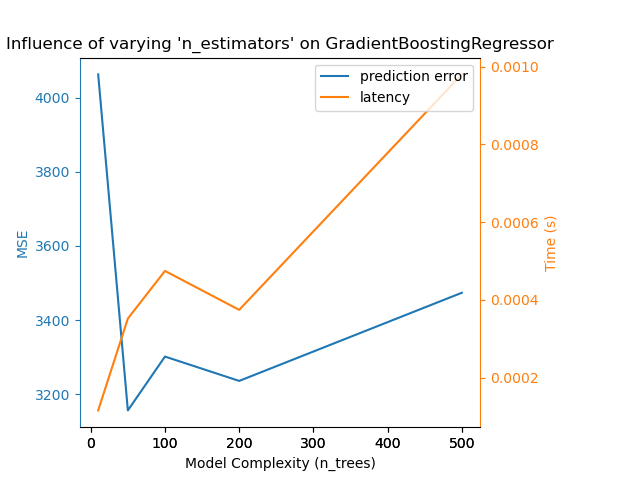 Influence of varying 'n_estimators' on GradientBoostingRegressor
prediction error
latency
MSE
4000
3800
3600
3400
3200
0.0010
0.0008
0.0006
0.0004
0.0002
Time (s)
0 100 200 300 400 500
Model Complexity (n_trees)